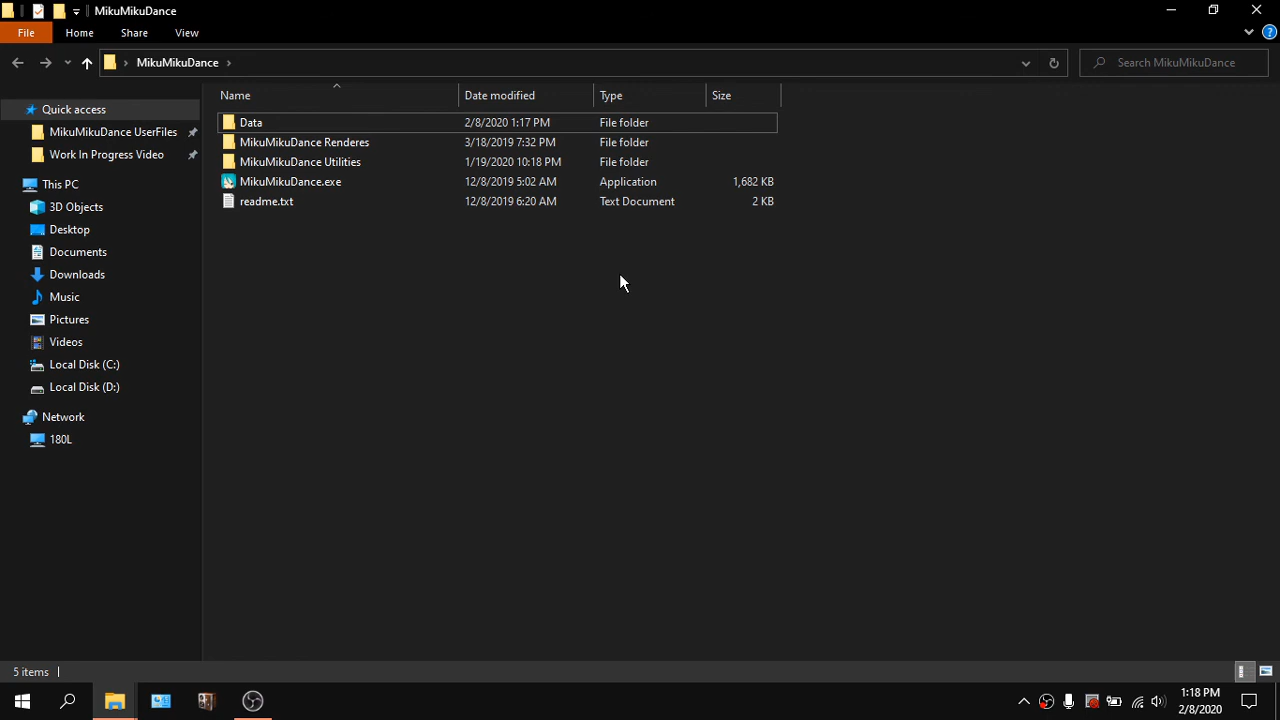 MikuMikuDance
File Home Share View
MikuMikuDance
Search MikuMikuDance
Name Date modified Type Size
Quick access
MikuMikuDance UserFiles
Work In Progress Video
This PC
3D Objects
Desktop
Documents
Downloads
Music
Pictures
Videos
Local Disk (C:)
Local Disk (D:)
Network
180L
Data 2/8/2020 1:17 PM File folder
MikuMikuDance Renderes 3/18/2019 7:32 PM File folder
MikuMikuDance Utilities 1/19/2020 10:18 PM File folder
MikuMikuDance.exe 12/8/2019 5:02 AM Application 1,682 KB
readme.txt 12/8/2019 6:20 AM Text Document 2 KB
5 items
1:18 PM
2/8/2020